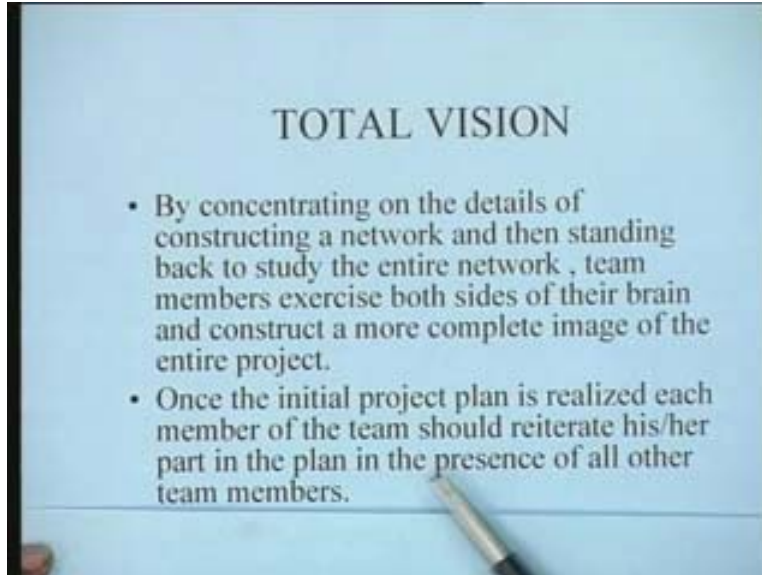 TOTAL VISION
• By concentrating on the details of
constructing a network and then standing
back to study the entire network , team
members exercise both sides of their brain
and construct a more complete image of the
entire project.
• Once the initial project plan is realized each
member of the team should reiterate his/her
part in the plan in the presence of all other
team members.